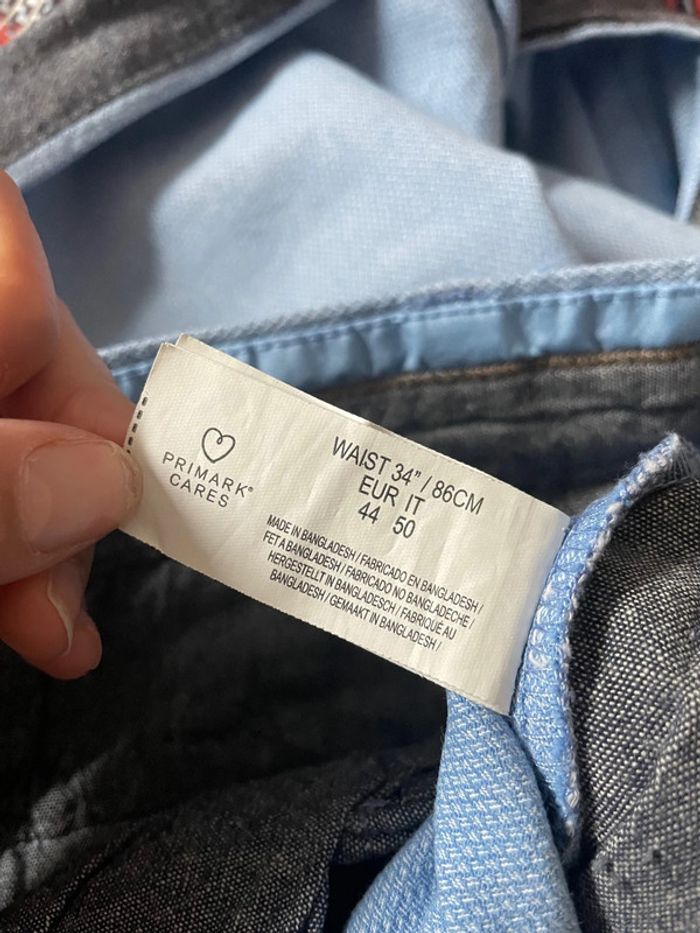 PRIMARK®
CARES
WAIST 34" / 86CM
EUR IT
44 50
MADE IN BANGLADESH / FABRICADO EN BANGLADESH /
FET A BANGLADESH / FABRICADO NO BANGLADECHE /
HERGESTELLT IN BANGLADESCH / FABRIQUÉ AU
BANGLADESH / GEMAAKT IN BANGLADESH /